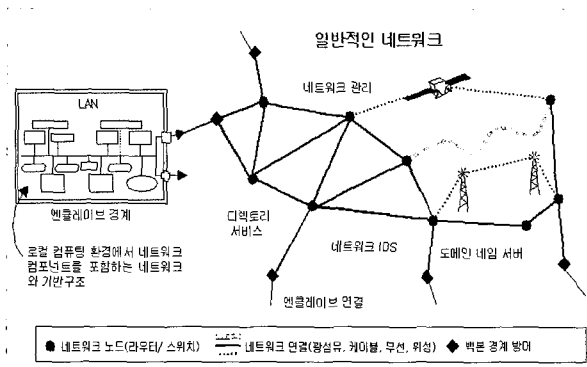 일반적인 네트워크
네트워크 관리
LAN
엔클레이브 경계
디렉토리
서비스
네트워크 IDS
도메인 네임 서버
로컬 컴퓨팅 환경에서 네트워크
컴포넌트를 포함하는 네트워크
와 기반구조
엔클레이브 연결
네트워크 노드(라우터/ 스위치)
네트워크 연결(광섬유, 케이블, 무선, 위성)
백본 경계 방어